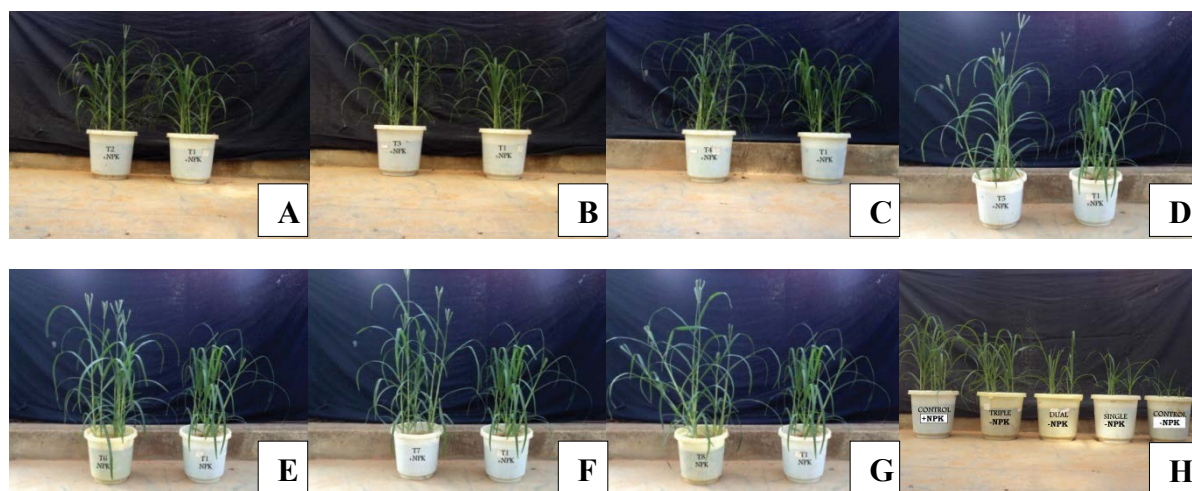 T2
+NPK
T1
+NPK
A
T3
+NPK
T1
+NPK
B
T4
+NPK
T1
+NPK
C
T5
+NPK
T1
+NPK
D
T6
NPK
T1
NPK
E
T7
NPK
T1
NPK
F
T8
NPK
T1
NPK
G
CONTROL
+NPK
TRIPLE
-NPK
DUAL
-NPK
SINGLE
-NPK
CONTROL
-NPK
H